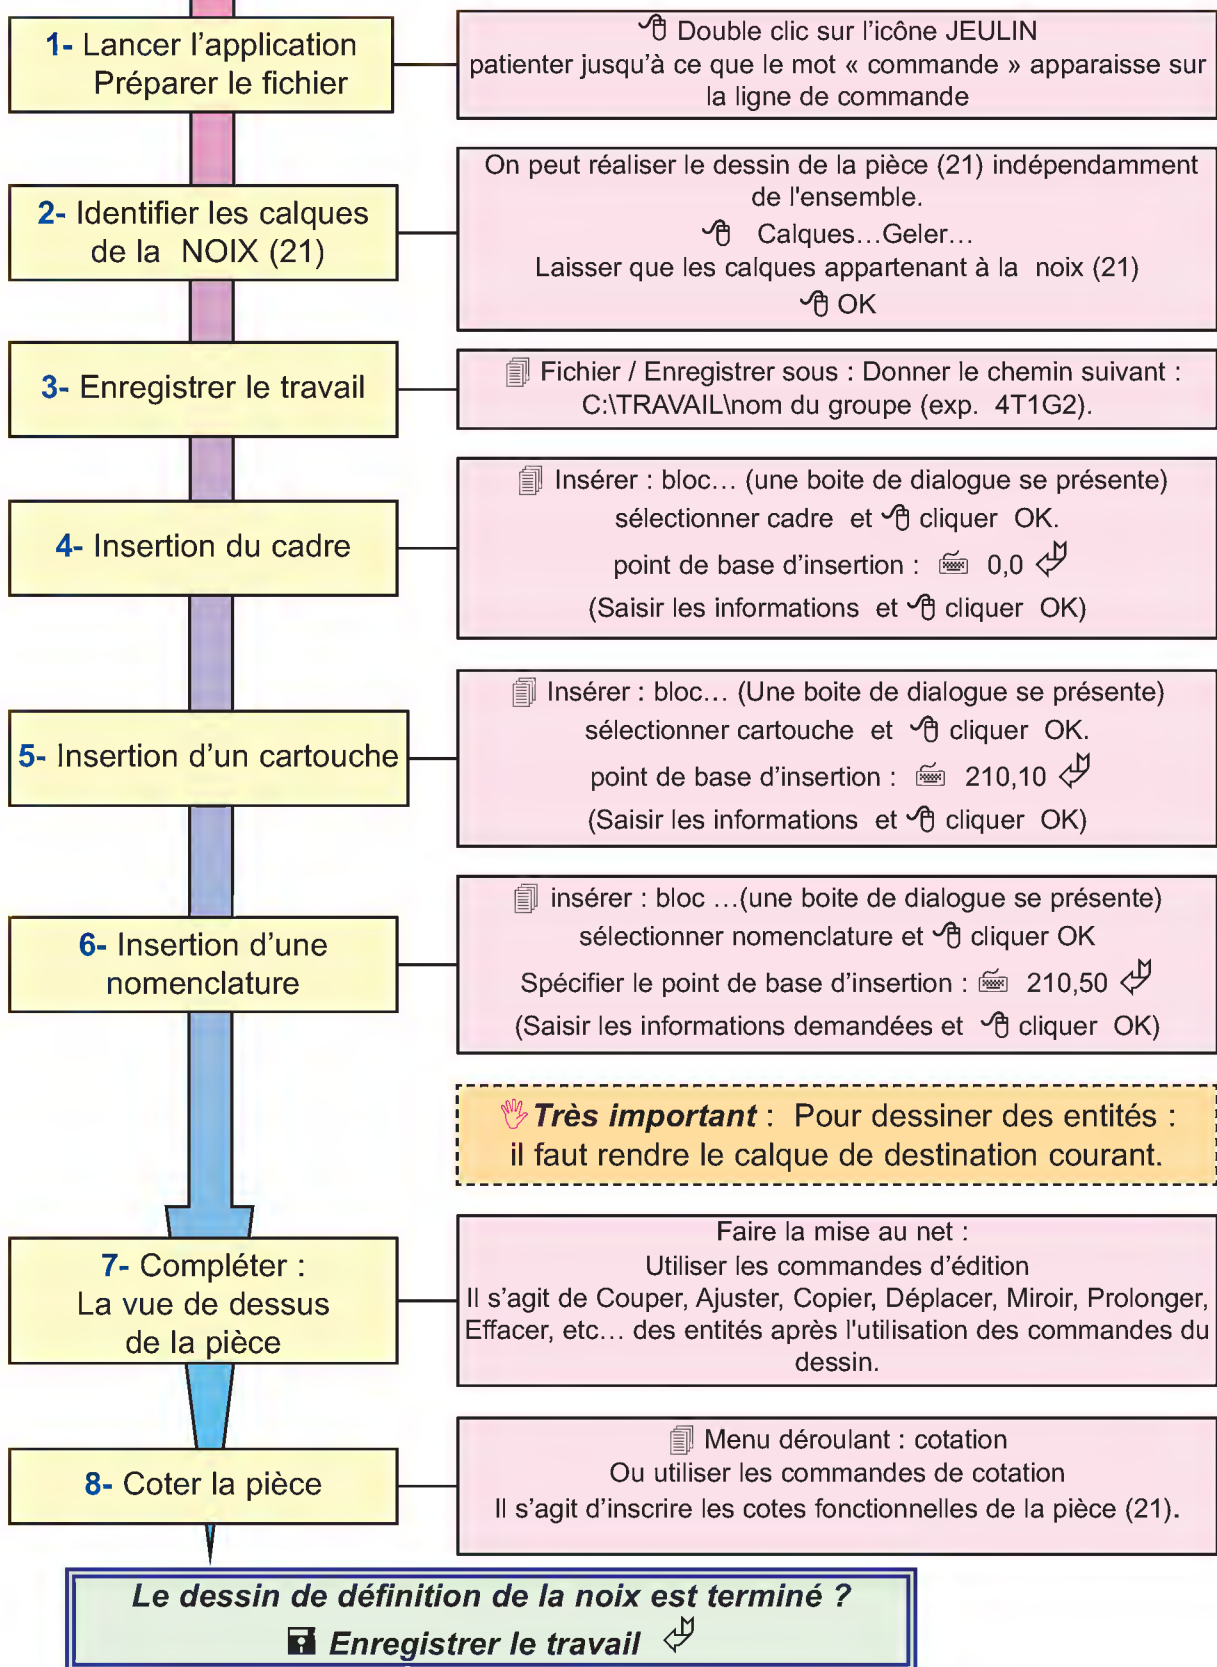 1- Lancer l’application
Préparer le fichier
Double clic sur l’icône JEULIN
patienter jusqu’à ce que le mot « commande » apparaisse sur
la ligne de commande
2- Identifier les calques
de la NOIX (21)
On peut réaliser le dessin de la pièce (21) indépendamment
de l'ensemble.
Calques…Geler…
Laisser que les calques appartenant à la noix (21)
OK
3- Enregistrer le travail
Fichier / Enregistrer sous : Donner le chemin suivant :
C:\TRAVAIL\nom du groupe (exp. 4T1G2).
4- Insertion du cadre
Insérer : bloc… (une boite de dialogue se présente)
sélectionner cadre et cliquer OK.
point de base d’insertion : 0,0
(Saisir les informations et cliquer OK)
5- Insertion d’un cartouche
Insérer : bloc… (Une boite de dialogue se présente)
sélectionner cartouche et cliquer OK.
point de base d’insertion : 210,10
(Saisir les informations et cliquer OK)
6- Insertion d’une
nomenclature
insérer : bloc …(une boite de dialogue se présente)
sélectionner nomenclature et cliquer OK
Spécifier le point de base d’insertion : 210,50
(Saisir les informations demandées et cliquer OK)
Très important : Pour dessiner des entités :
il faut rendre le calque de destination courant.
7- Compléter :
La vue de dessus
de la pièce
Faire la mise au net :
Utiliser les commandes d’édition
Il s’agit de Couper, Ajuster, Copier, Déplacer, Miroir, Prolonger,
Effacer, etc… des entités après l'utilisation des commandes du
dessin.
8- Coter la pièce
Menu déroulant : cotation
Ou utiliser les commandes de cotation
Il s’agit d’inscrire les cotes fonctionnelles de la pièce (21).
Le dessin de définition de la noix est terminé ?
Enregistrer le travail